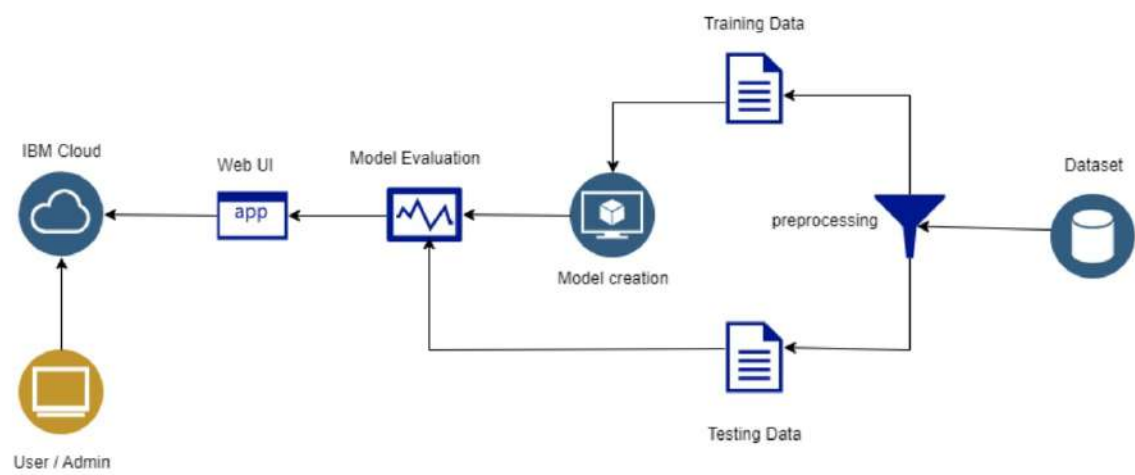 Training Data
IBM Cloud
Web UI
Model Evaluation
Dataset
app
preprocessing
Model creation
Testing Data
User / Admin